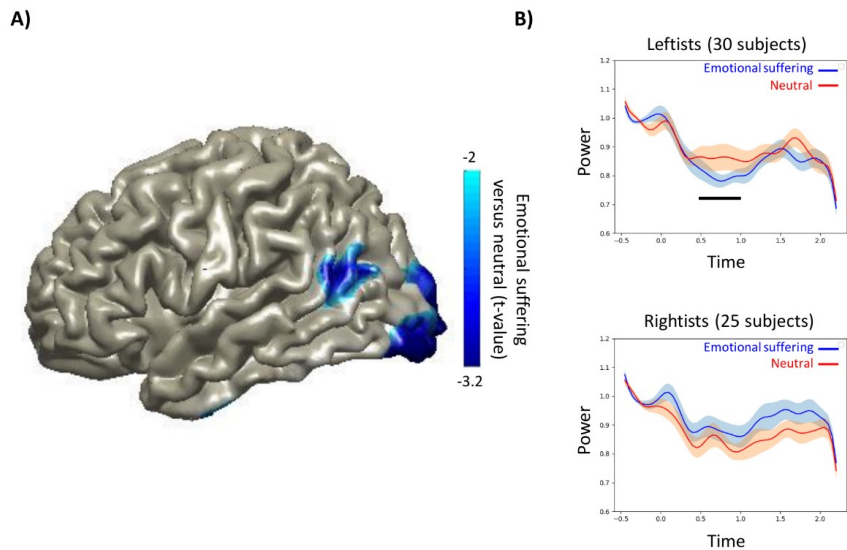 A)
-2
Emotional suffering
versus neutral (t-value)
-3.2
B)
Leftists (30 subjects)
Emotional suffering
Neutral
Power
1.2
1.1
1.0
0.9
0.8
0.7
0.6
-0.5
0.0
0.5
1.0
1.5
2.0
Time
Rightists (25 subjects)
Emotional suffering
Neutral
Power
1.2
1.1
1.0
0.9
0.8
0.7
0.6
-0.5
0.0
0.5
1.0
1.5
2.0
Time